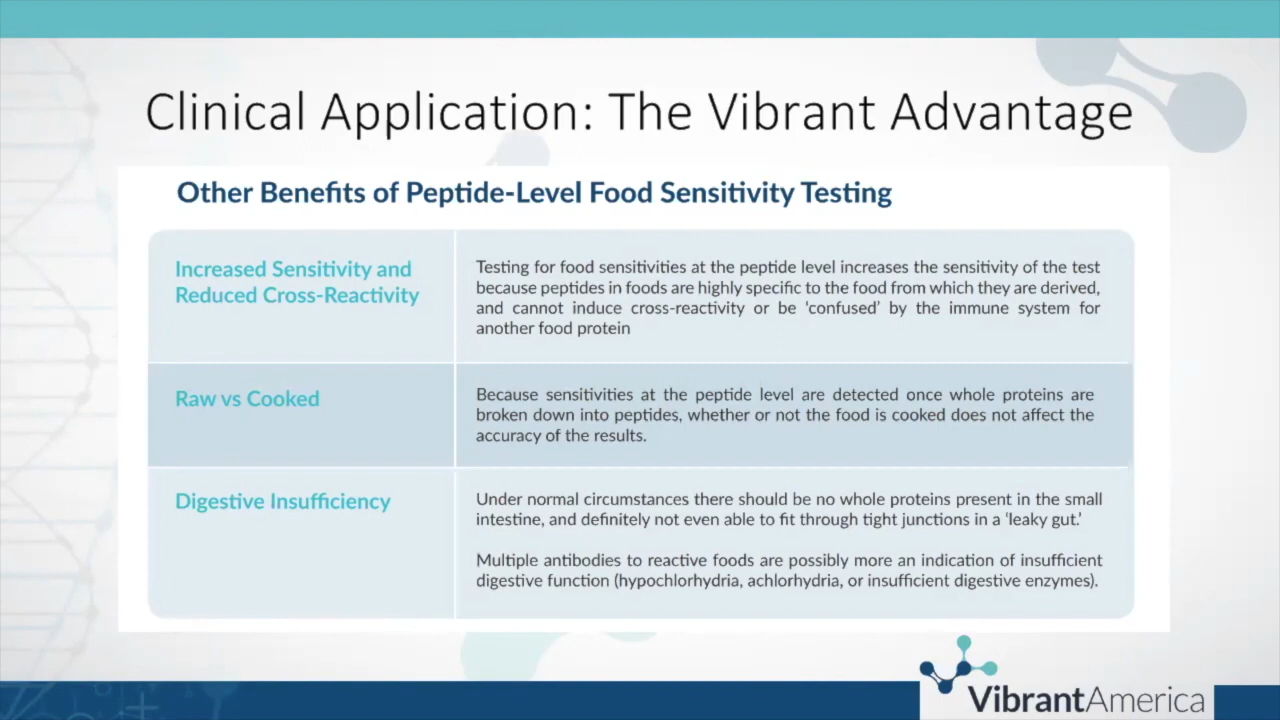 Clinical Application: The Vibrant Advantage
Other Benefits of Peptide-Level Food Sensitivity Testing
Increased Sensitivity and
Reduced Cross-Reactivity
Testing for food sensitivities at the peptide level increases the sensitivity of the test
because peptides in foods are highly specific to the food from which they are derived,
and cannot induce cross-reactivity or be ‘confused’ by the immune system for
another food protein
Raw vs Cooked
Because sensitivities at the peptide level are detected once whole proteins are
broken down into peptides, whether or not the food is cooked does not affect the
accuracy of the results.
Digestive Insufficiency
Under normal circumstances there should be no whole proteins present in the small
intestine, and definitely not even able to fit through tight junctions in a ‘leaky gut.’
Multiple antibodies to reactive foods are possibly more an indication of insufficient
digestive function (hypochlorhydria, achlorhydria, or insufficient digestive enzymes).
VibrantAmerica